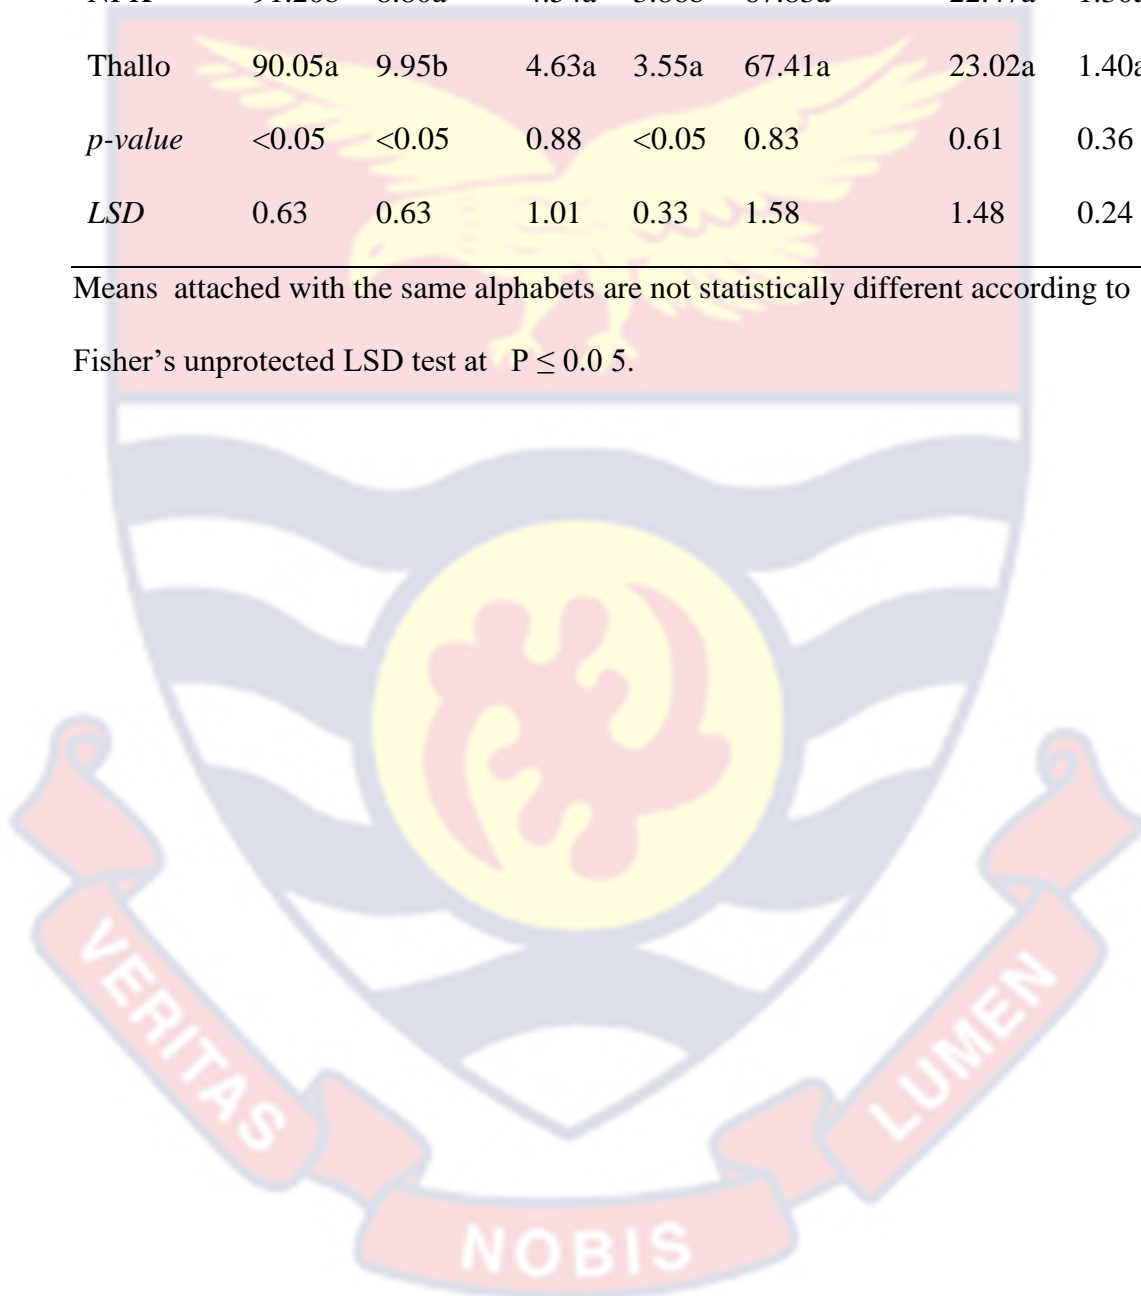 Thallo 90.05a 9.95b 4.63a 3.55a 67.41a 23.02a 1.40a
p-value <0.05 <0.05 0.88 <0.05 0.83 0.61 0.36
LSD 0.63 0.63 1.01 0.33 1.58 1.48 0.24
Means attached with the same alphabets are not statistically different according to
Fisher’s unprotected LSD test at P ≤ 0.0 5.
VERITAS
NOBIS
LUMEN